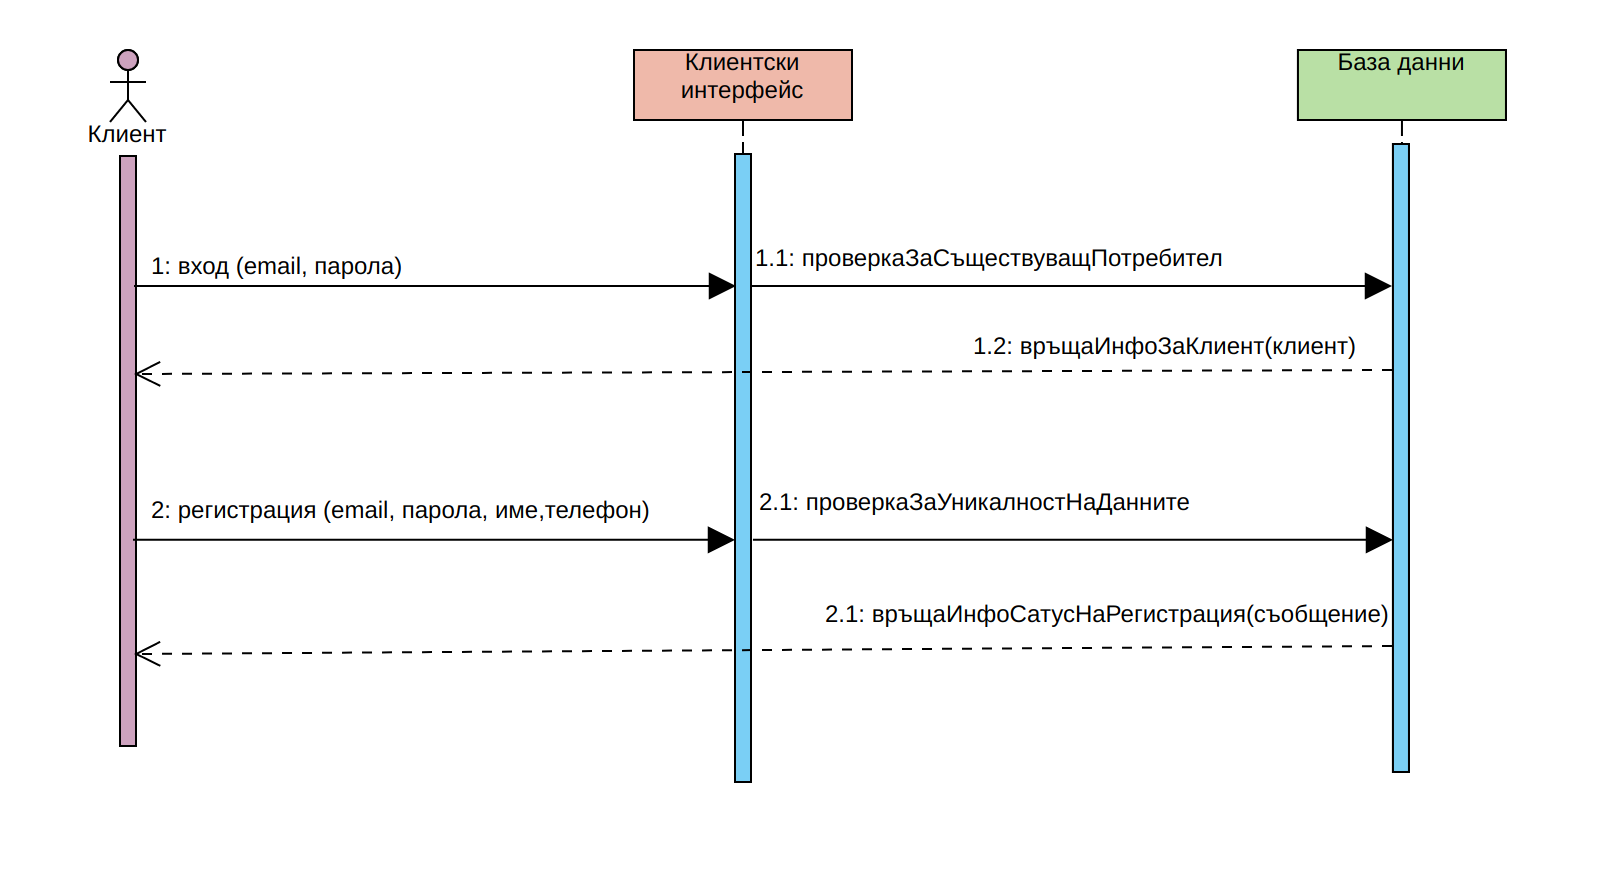 Клиент
Клиентски
интерфейс
База данни
1: вход (email, парола)
1.1: проверкаЗаСъществуващПотребител
1.2: връщаИнфоЗаКлиент(клиент)
2: регистрация (email, парола, име,телефон)
2.1: проверкаЗаУникалностНаДанните
2.1: връщаИнфоСатусНаРегистрация(съобщение)